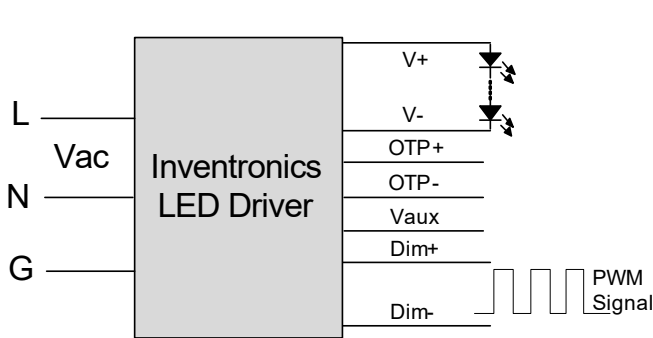 L
Vac
N
G
Inventronics
LED Driver
V+
V-
OTP+
OTP-
Vaux
Dim+
Dim-
PWM
Signal